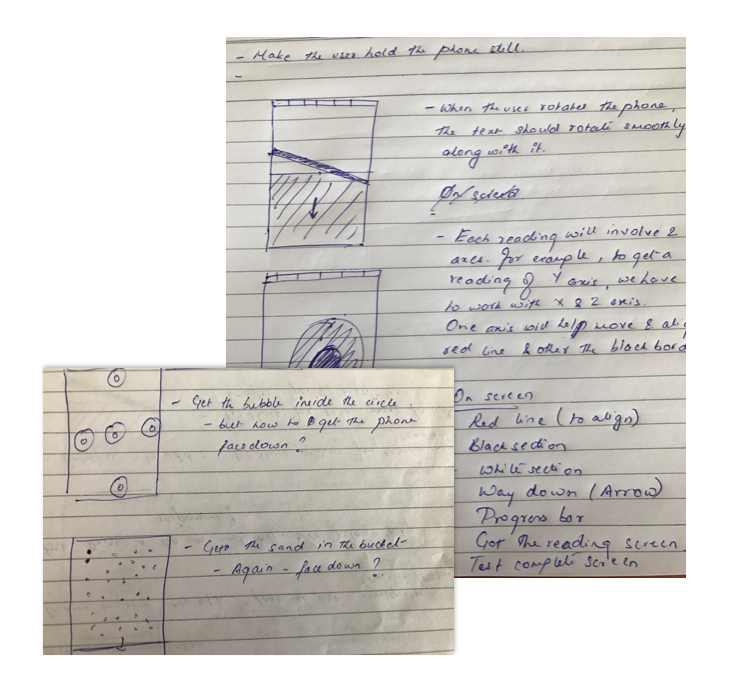 - Make the user hold the phone still.
-
- When the user rotates the phone,
the text should rotate smoothly
along with it.
On screen
- Each reading will involve 2
axes. For example, to get a
reading of Y axis, we have
to work with X & Z axis.
One axis will help move & ali
red line & other the black bord
On screen
Red line (to align)
Black section
White section
Way down (Arrow)
Progress bar
Got the reading screen
Test complete screen
- Get the bubble inside the circle.
- but how to get the phone
facedown?
- Get the sand in the bucket
- Again - face down?